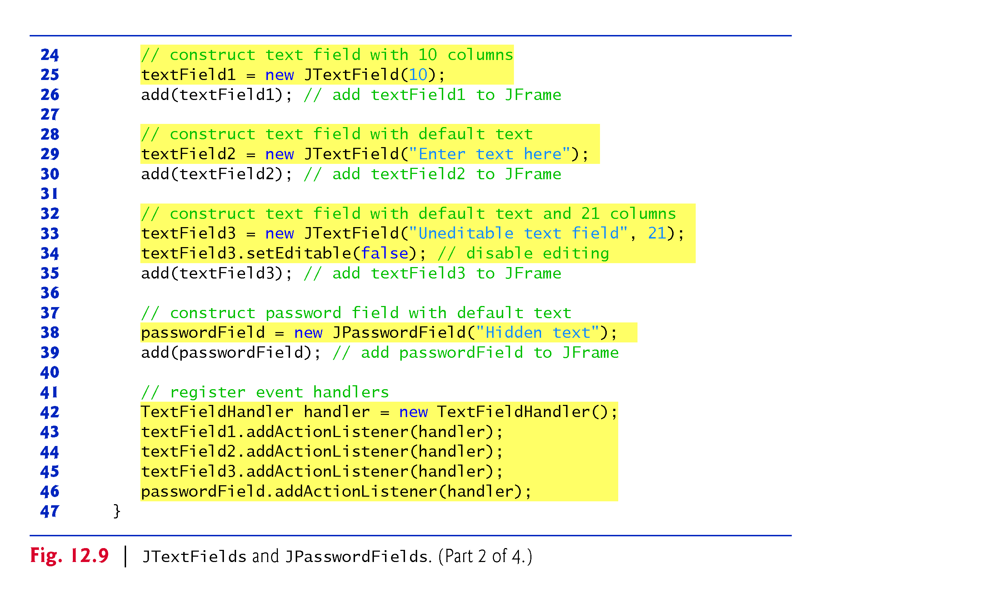 24 // construct text field with 10 columns
25 textField1 = new JTextField(10);
26 add(textField1); // add textField1 to JFrame
27
28 // construct text field with default text
29 textField2 = new JTextField("Enter text here");
30 add(textField2); // add textField2 to JFrame
31
32 // construct text field with default text and 21 columns
33 textField3 = new JTextField("Uneditable text field", 21);
34 textField3.setEditable(false); // disable editing
35 add(textField3); // add textField3 to JFrame
36
37 // construct password field with default text
38 passwordField = new JPasswordField("Hidden text");
39 add(passwordField); // add passwordField to JFrame
40
41 // register event handlers
42 TextFieldHandler handler = new TextFieldHandler();
43 textField1.addActionListener(handler);
44 textField2.addActionListener(handler);
45 textField3.addActionListener(handler);
46 passwordField.addActionListener(handler);
47 }
Fig. 12.9 | JTextFields and JPasswordFields. (Part 2 of 4.)